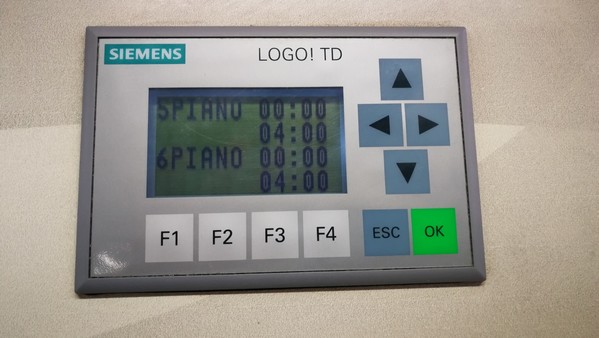 SIEMENS LOGO! TD
5PIANO 00:00
04:00
6PIANO 00:00
04:00
F1 F2 F3 F4 ESC OK